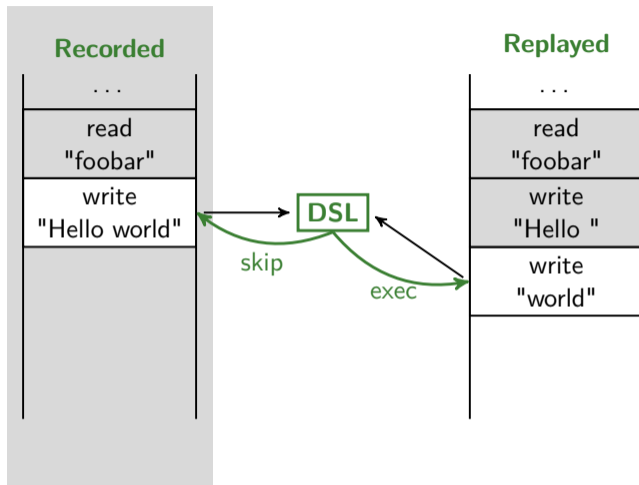 Recorded
. . .
read
"foobar"
write
"Hello world"
DSL
skip
exec
Replayed
. . .
read
"foobar"
write
"Hello "
write
"world"